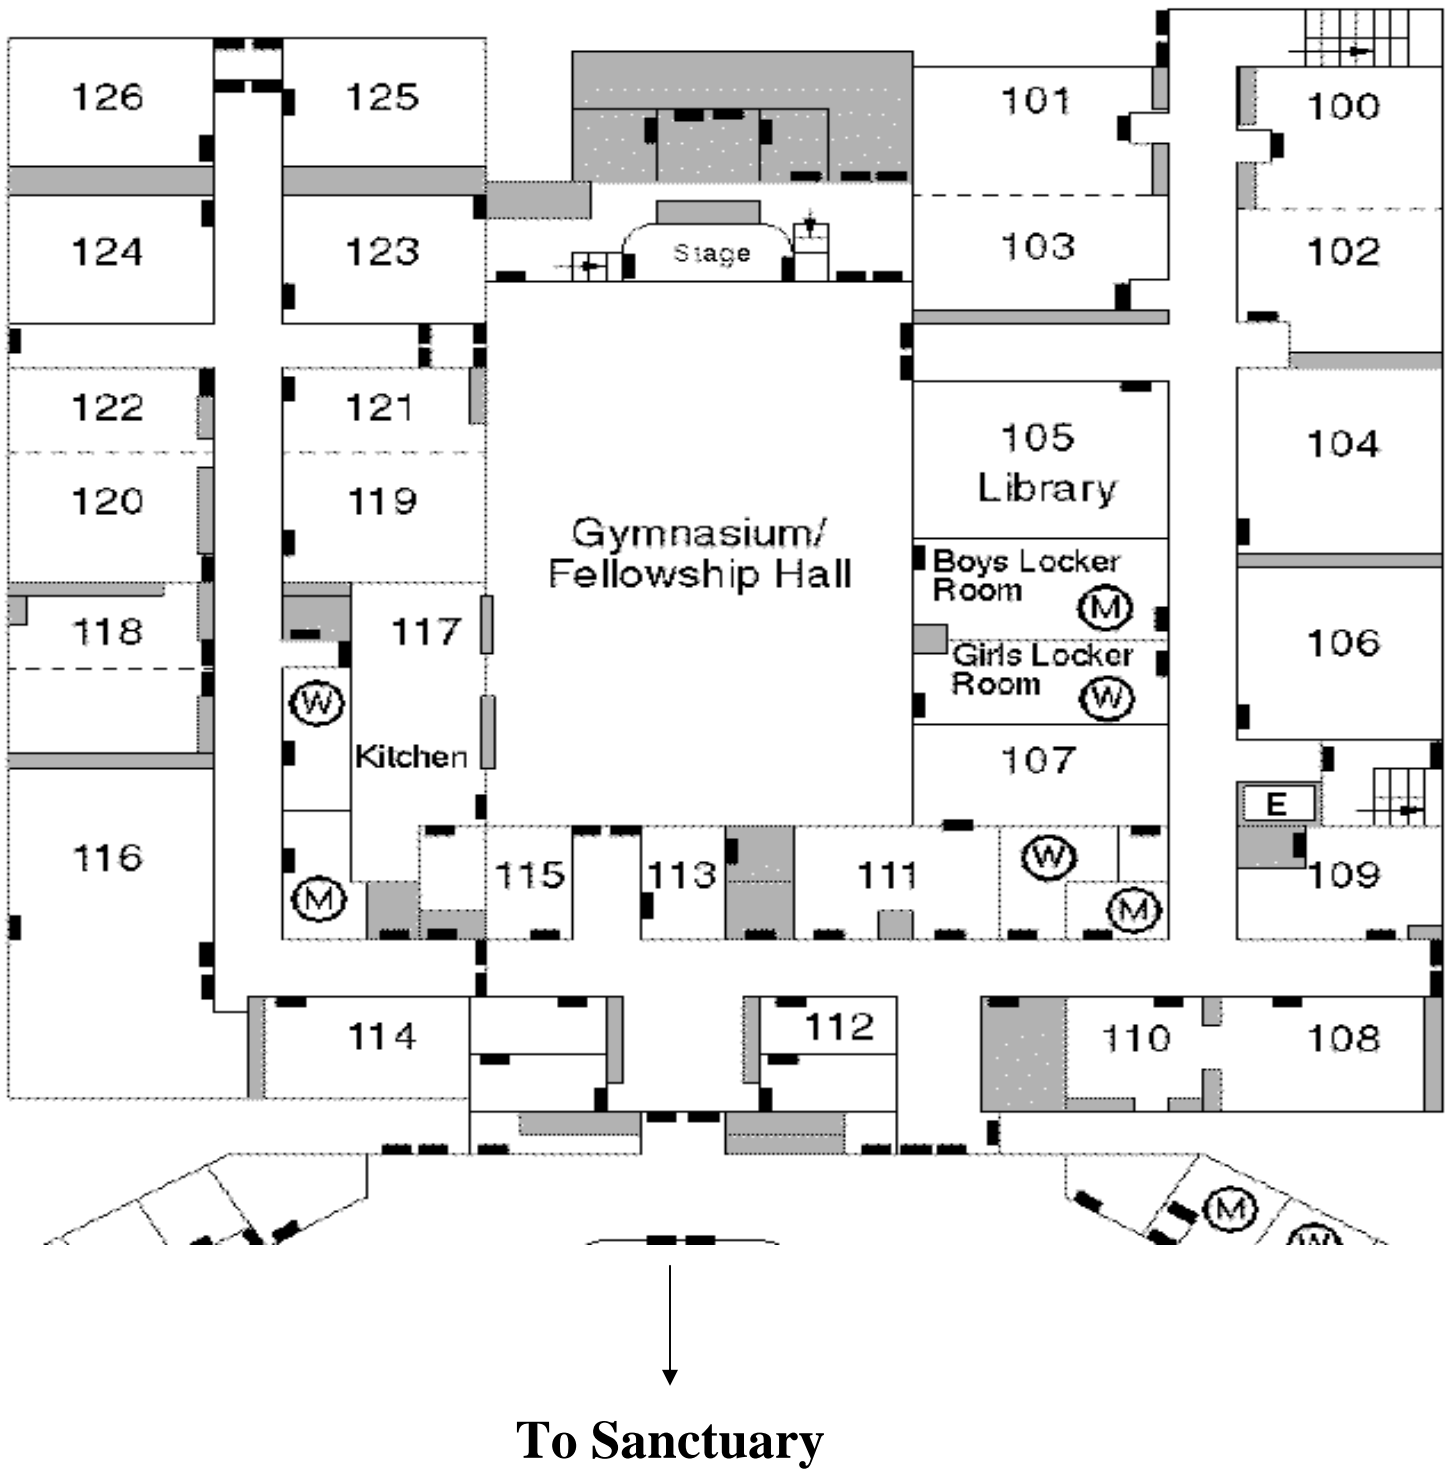 126
125
101
100
124
123
Stage
103
102
122
121
105
Library
104
120
119
Gymnasium/
Fellowship Hall
Boys Locker
Room
M
118
117
106
Girls Locker
Room
W
W
Kitchen
107
E
116
M
115
113
111
W
M
109
114
112
110
108
M
W
To Sanctuary